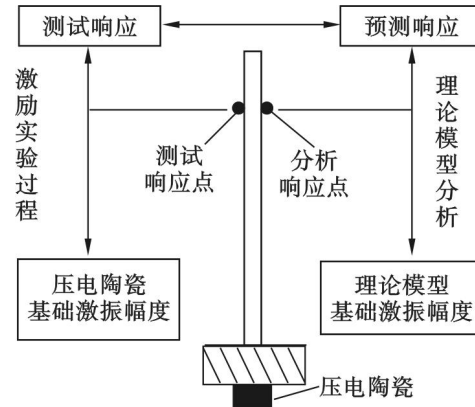 测试响应
预测响应
激励实验过程
理论模型分析
测试
响应点
分析
响应点
压电陶瓷
基础激振幅度
理论模型
基础激振幅度
压电陶瓷